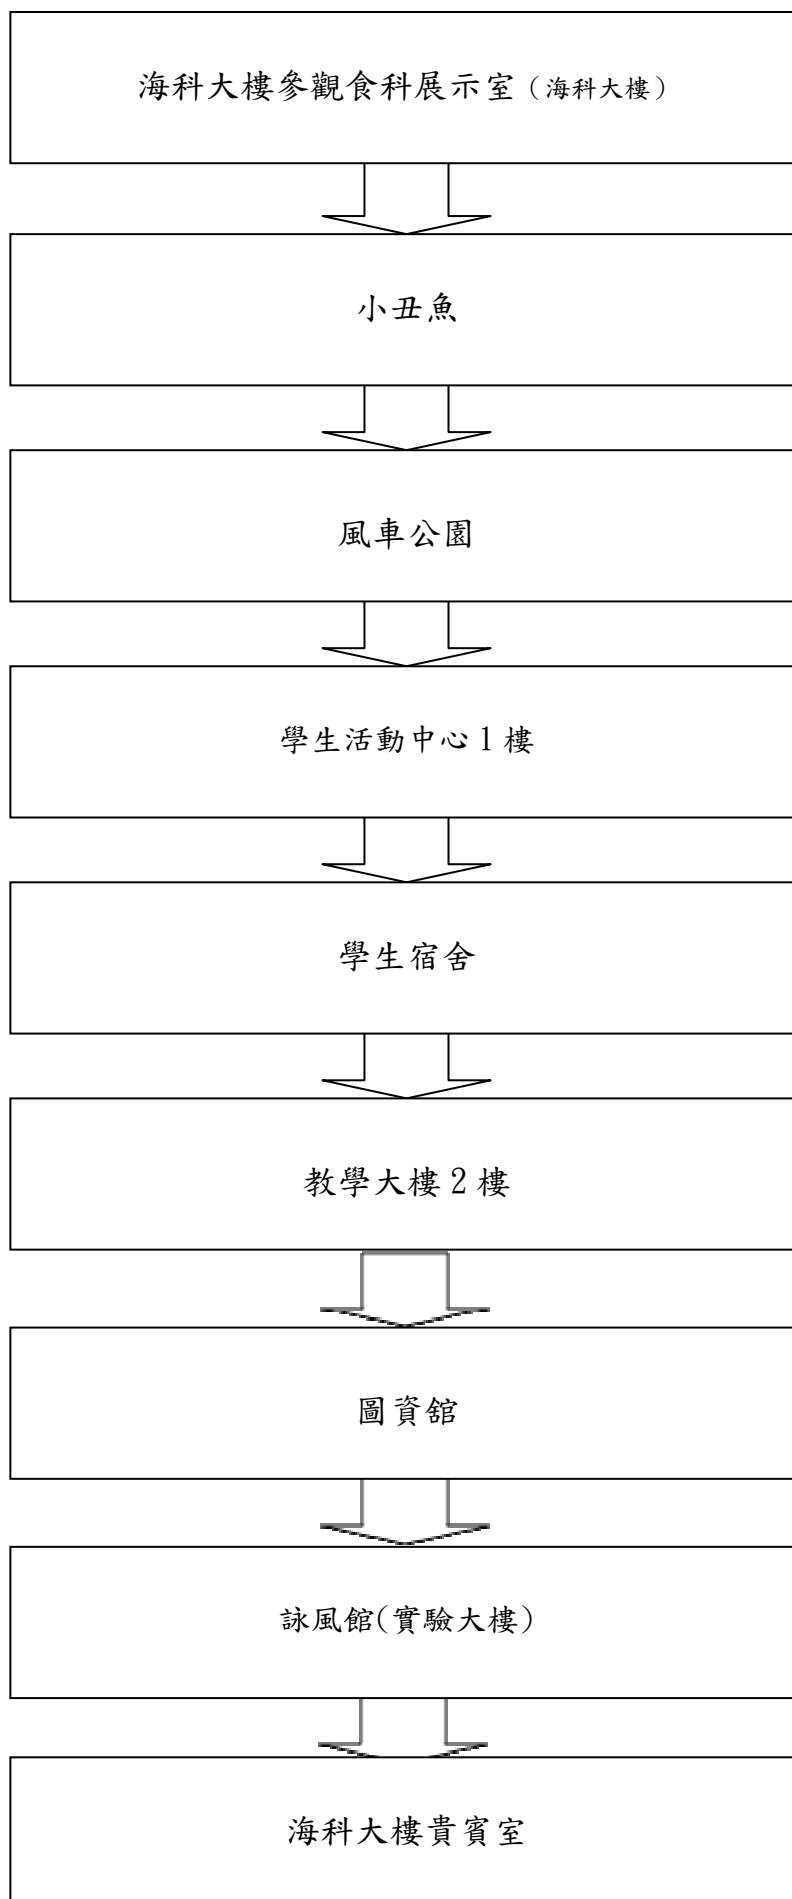 海科大樓參觀食科展示室（海科大樓）
小丑魚
風車公園
學生活動中心1樓
學生宿舍
教學大樓2樓
圖資舘
詠風館(實驗大樓)
海科大樓貴賓室